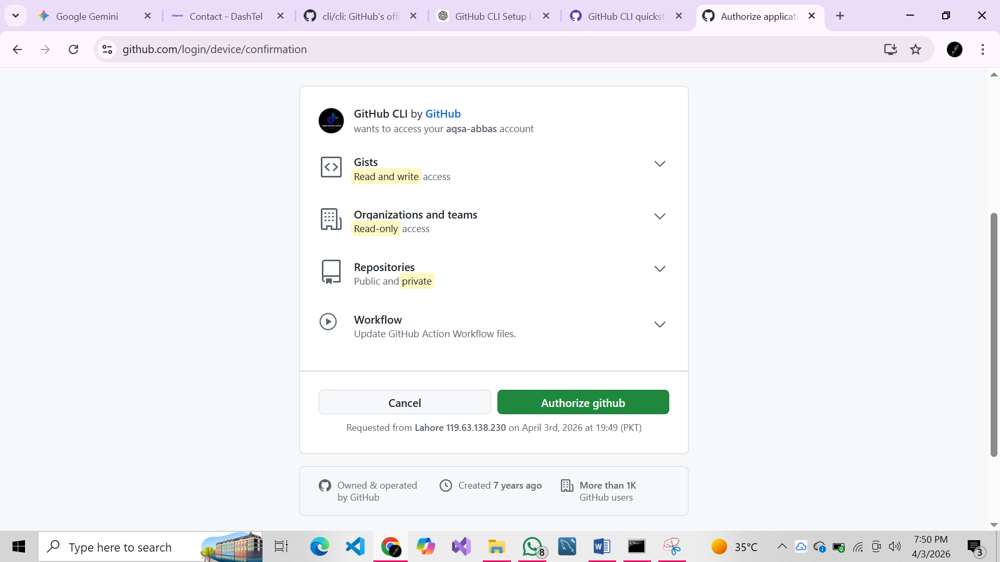 Google Gemini
Contact - DashTel
cli/cli: GitHub's offi
GitHub CLI Setup
GitHub CLI quickst
Authorize applicati
github.com/login/device/confirmation
GitHub CLI by GitHub
wants to access your aqsa-abbas account
Gists
Read and write access
Organizations and teams
Read-only access
Repositories
Public and private
Workflow
Update GitHub Action Workflow files.
Cancel
Authorize github
Requested from Lahore 119.63.138.230 on April 3rd, 2026 at 19:49 (PKT)
Owned & operated
by GitHub
Created 7 years ago
More than 1K
GitHub users
Type here to search
8
35°C
7:50 PM
4/3/2026
3